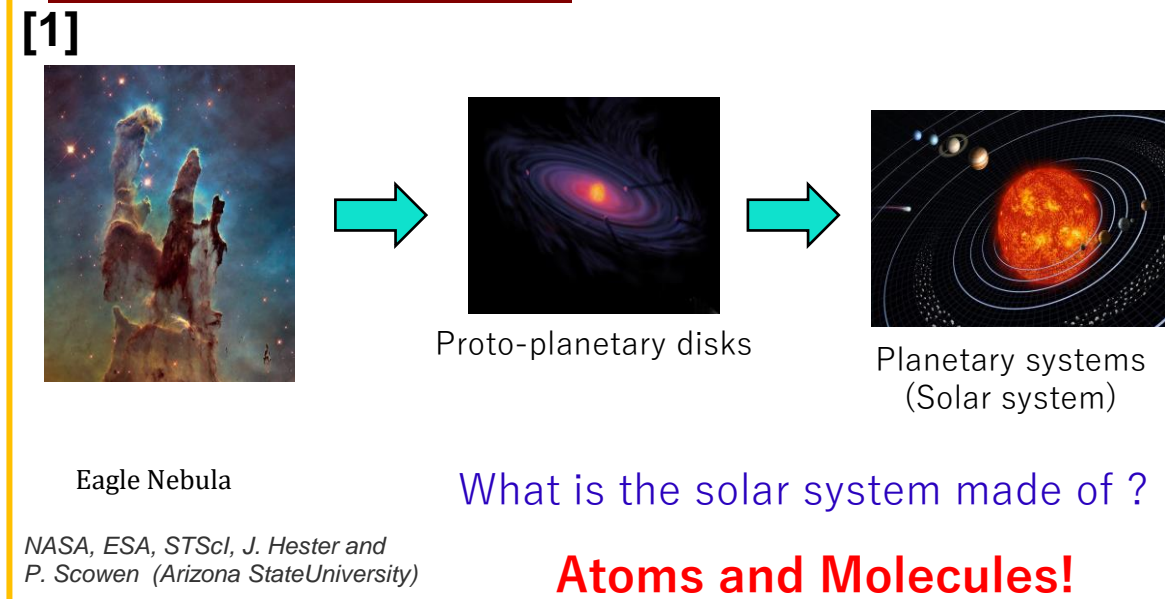 [1]
Proto-planetary disks
Planetary systems
(Solar system)
Eagle Nebula
What is the solar system made of ?
NASA, ESA, STScI, J. Hester and
P. Scowen (Arizona StateUniversity)
Atoms and Molecules!